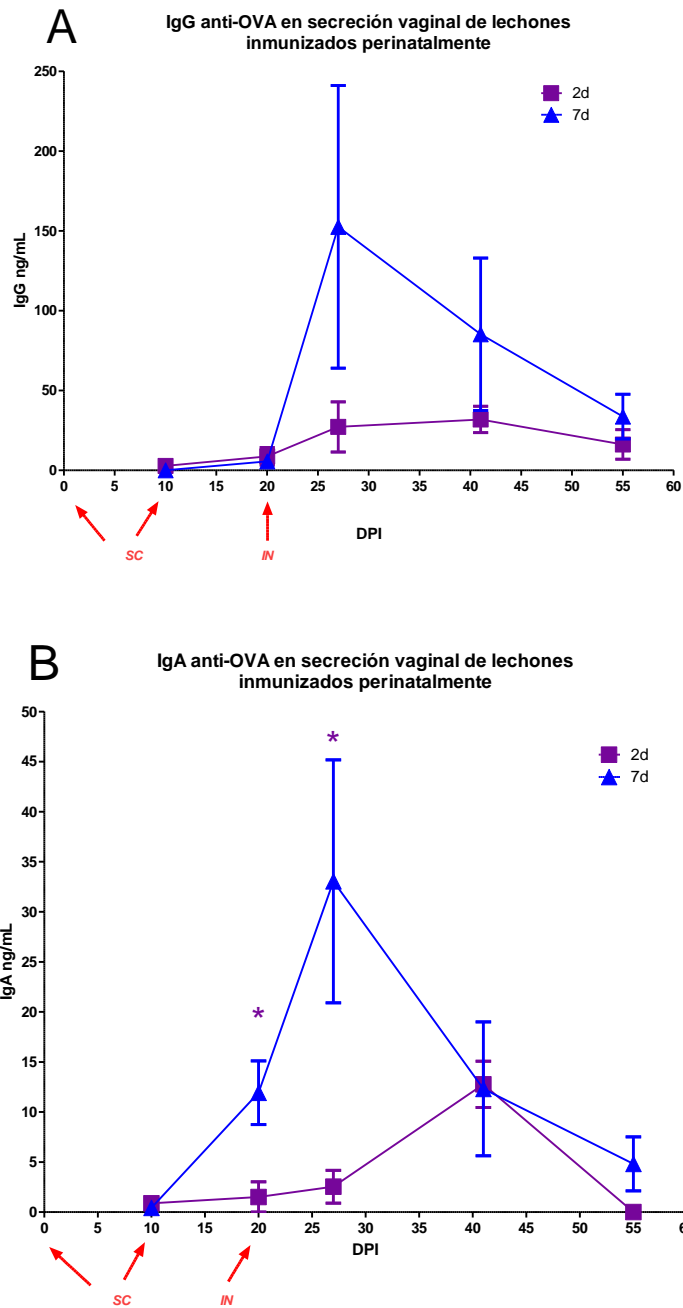 A
IgG anti-OVA en secreción vaginal de lechones
inmunizados perinatalmente
250
200
150
100
50
0
IgG ng/mL
2d
7d
0 5 10 15 20 25 30 35 40 45 50 55 60
DPI
SC IN
B
IgA anti-OVA en secreción vaginal de lechones
inmunizados perinatalmente
50
45
40
35
30
25
20
15
10
5
0
IgA ng/mL
*
*
2d
7d
0 5 10 15 20 25 30 35 40 45 50 55
DPI
SC IN